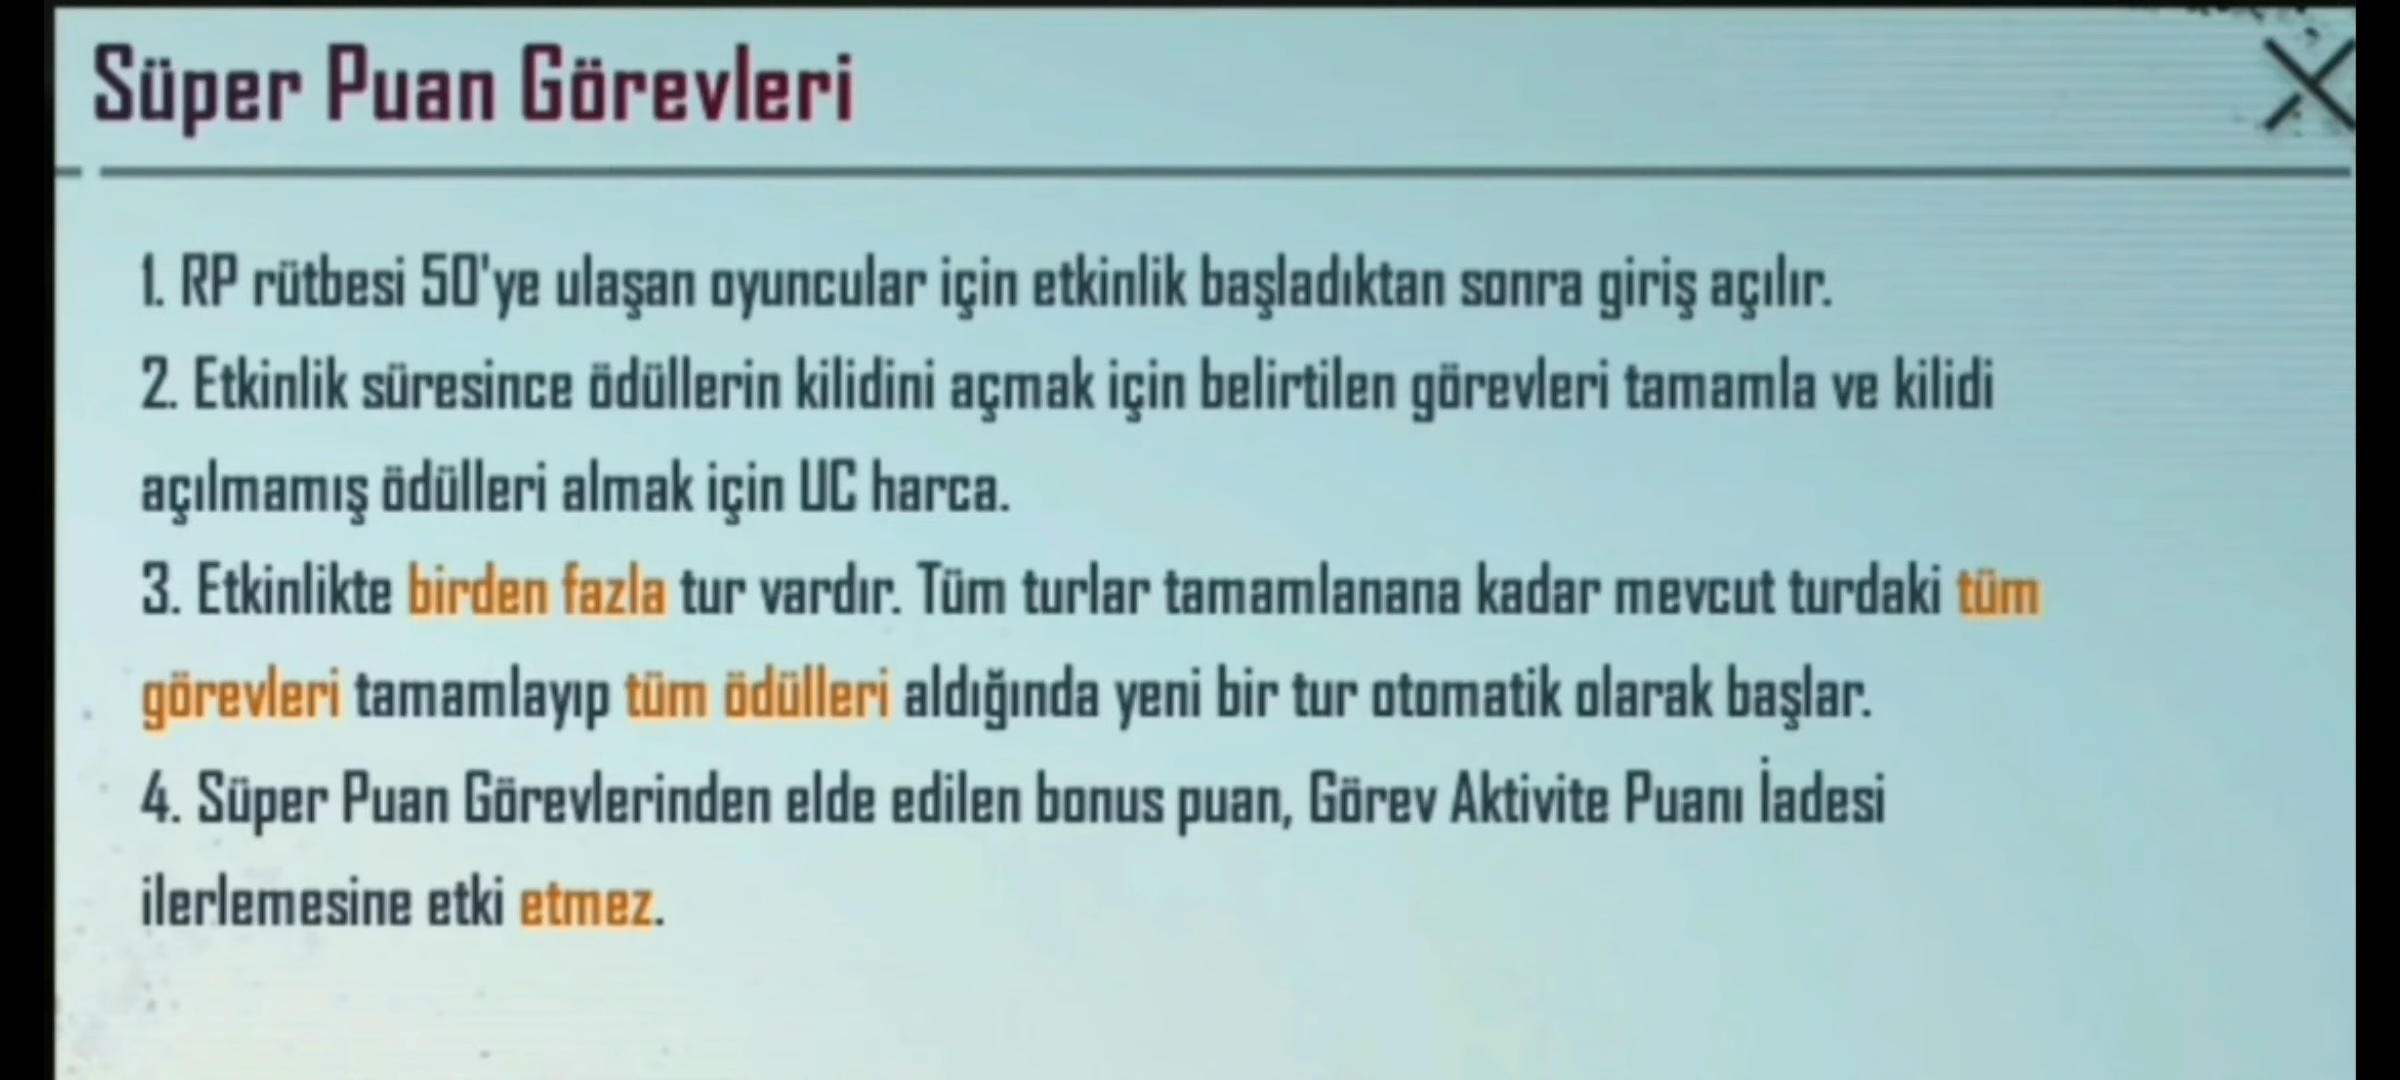 Süper Puan Görevleri
1. RP rütbesi 50'ye ulaşan oyuncular için etkinlik başladıktan sonra giriş açılır.
2. Etkinlik süresince ödüllerin kilidini açmak için belirtilen görevleri tamamla ve kilidi
açılmamış ödülleri almak için UC harca.
3. Etkinlikte birden fazla tur vardır. Tüm turlar tamamlanana kadar mevcut turdaki tüm
görevleri tamamlayıp tüm ödülleri aldığında yeni bir tur otomatik olarak başlar.
4. Süper Puan Görevlerinden elde edilen bonus puan, Görev Aktivite Puanı İadesi
ilerlemesine etki etmez.